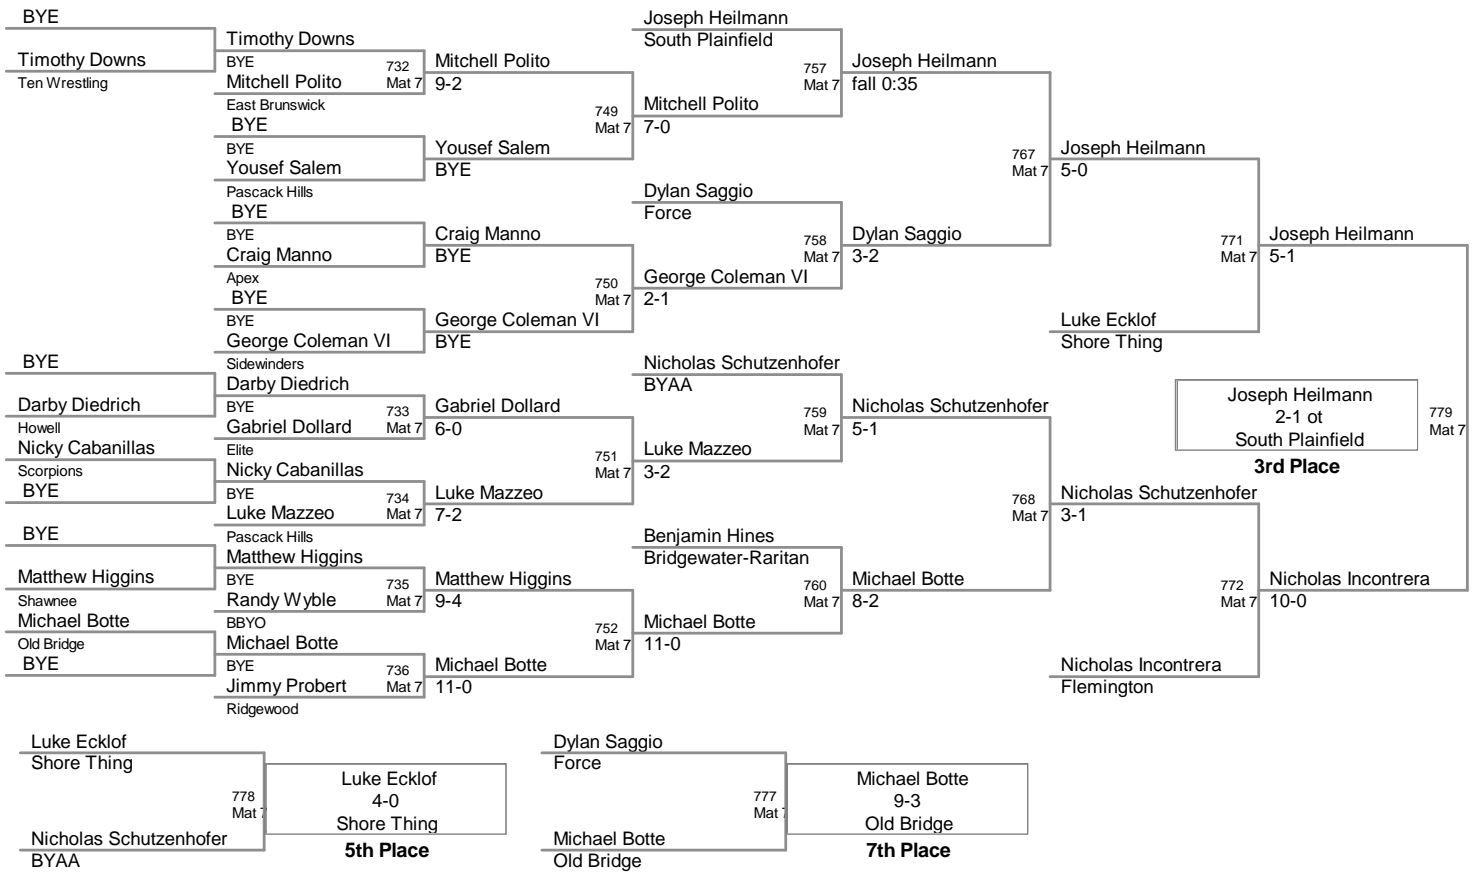 BYE
Timothy Downs
Ten Wrestling
BYE
Darby Diedrich
Howell
Nicky Cabanillas
Scorpions
BYE
BYE
Matthew Higgins
Shawnee
Michael Botte
Old Bridge
BYE
Timothy Downs
BYE
732
Mat 7
Mitchell Polito
East Brunswick
BYE
BYE
Yousef Salem
Pascack Hills
BYE
BYE
Craig Manno
Apex
BYE
BYE
George Coleman VI
Sidewinders
Darby Diedrich
BYE
733
Mat 7
Gabriel Dollard
Elite
Nicky Cabanillas
BYE
734
Mat 7
Luke Mazzeo
Pascack Hills
Matthew Higgins
BYE
735
Mat 7
Randy Wyble
BBYO
Michael Botte
BYE
736
Mat 7
Jimmy Probert
Ridgewood
Mitchell Polito
9-2
749
Mat 7
Yousef Salem
BYE
Craig Manno
BYE
750
Mat 7
George Coleman VI
BYE
Gabriel Dollard
6-0
751
Mat 7
Luke Mazzeo
7-2
Matthew Higgins
9-4
752
Mat 7
Michael Botte
11-0
Joseph Heilmann
South Plainfield
757
Mat 7
Mitchell Polito
7-0
Dylan Saggio
Force
758
Mat 7
George Coleman VI
2-1
Nicholas Schutzenhofer
BYAA
759
Mat 7
Luke Mazzeo
3-2
Benjamin Hines
Bridgewater-Raritan
760
Mat 7
Michael Botte
11-0
Joseph Heilmann
fall 0:35
767
Mat 7
Dylan Saggio
3-2
Nicholas Schutzenhofer
5-1
768
Mat 7
Michael Botte
8-2
Joseph Heilmann
5-0
771
Mat 7
Luke Ecklof
Shore Thing
Nicholas Schutzenhofer
3-1
772
Mat 7
Nicholas Incontrera
Flemington
Joseph Heilmann
5-1
Joseph Heilmann
2-1 ot
South Plainfield
3rd Place
779
Mat 7
Nicholas Incontrera
10-0
Luke Ecklof
Shore Thing
778
Mat 7
Nicholas Schutzenhofer
BYAA
Luke Ecklof
4-0
Shore Thing
5th Place
Dylan Saggio
Force
777
Mat 7
Michael Botte
Old Bridge
Michael Botte
9-3
Old Bridge
7th Place